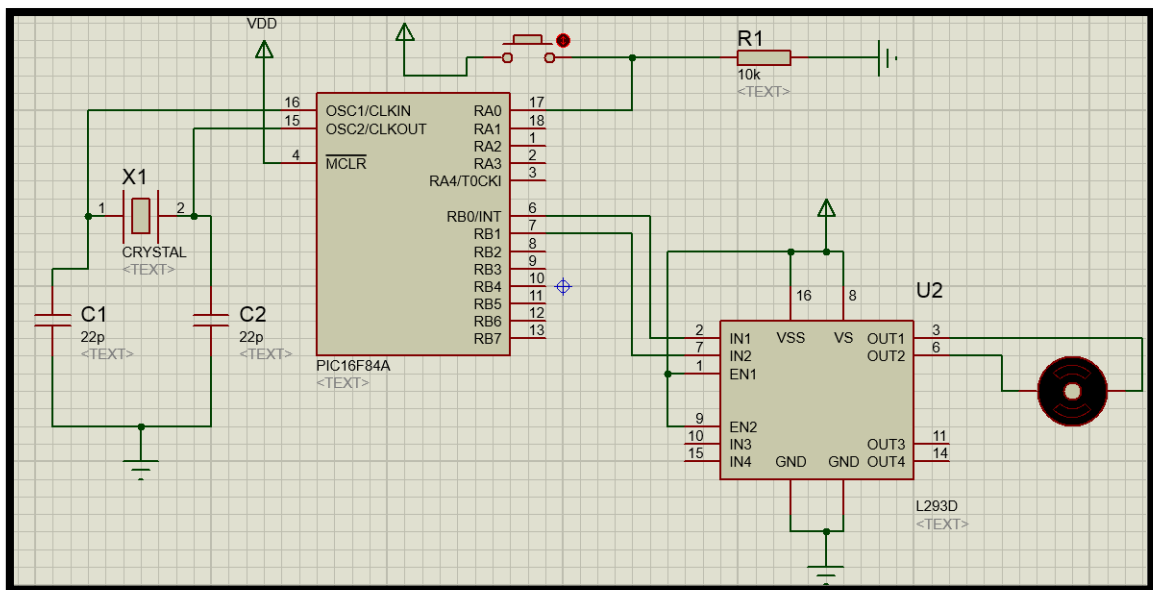 VDD
R1
10k
<TEXT>
16 OSC1/CLKIN RA0 17
15 OSC2/CLKOUT RA1 18
RA2 1
4 MCLR RA3 2
RA4/T0CKI 3
X1
1 2
CRYSTAL
<TEXT>
RB0/INT 6
RB1 7
RB2 8
RB3 9
RB4 10
RB5 11
RB6 12
RB7 13
PIC16F84A
<TEXT>
C1
22p
<TEXT>
C2
22p
<TEXT>
16 8
U2
2 IN1 VSS VS OUT1 3
7 IN2 OUT2 6
1 EN1
9 EN2
10 IN3 OUT3 11
15 IN4 GND GND OUT4 14
L293D
<TEXT>